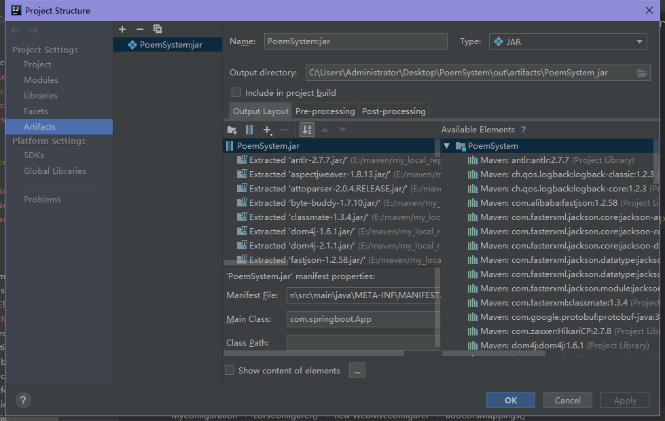 Project Structure
Project Settings
Project
Modules
Libraries
Facets
Artifacts
Platform Settings
SDKs
Global Libraries
Problems
PoemSystem:jar
Name: PoemSystem:jar Type: JAR
Output directory: C:\Users\Administrator\Desktop\PoemSystem\out\artifacts\PoemSystem_jar
Include in project build
Output Layout Pre-processing Post-processing
Available Elements ?
PoemSystem.jar
Extracted 'antlr-2.7.7.jar/' (E:/maven/my_local_rep
Extracted 'aspectjweaver-1.8.13.jar/' (E:/maven/my
Extracted 'attoparser-2.0.4.RELEASE.jar/' (E:/mave
Extracted 'byte-buddy-1.7.10.jar/' (E:/maven/my_l
Extracted 'classmate-1.3.4.jar/' (E:/maven/my_loca
Extracted 'dom4j-1.6.1.jar/' (E:/maven/my_local_re
Extracted 'dom4j-2.1.1.jar/' (E:/maven/my_local_re
Extracted 'fastjson-1.2.58.jar/' (E:/maven/my_local
PoemSystem
Maven: antlr:antlr:2.7.7 (Project Library)
Maven: ch.qos.logback:logback-classic:1.2.3
Maven: ch.qos.logback:logback-core:1.2.3 (P
Maven: com.alibaba:fastjson:1.2.58 (Project L
Maven: com.fasterxml.jackson.core:jackson-a
Maven: com.fasterxml.jackson.core:jackson-c
Maven: com.fasterxml.jackson.core:jackson-d
Maven: com.fasterxml.jackson.datatype:jacks
Maven: com.fasterxml.jackson.datatype:jacks
Maven: com.fasterxml.jackson.module:jackson
Maven: com.fasterxml:classmate:1.3.4 (Proje
Maven: com.google.protobuf:protobuf-java:3
Maven: com.zaxxer:HikariCP:2.7.8 (Project Li
Maven: dom4j:dom4j:1.6.1 (Project Library)
'PoemSystem.jar' manifest properties:
Manifest File: n\src\main\java\META-INF\MANIFEST.
Main Class: com.springboot.App
Class Path:
Show content of elements ...
? OK Cancel Apply